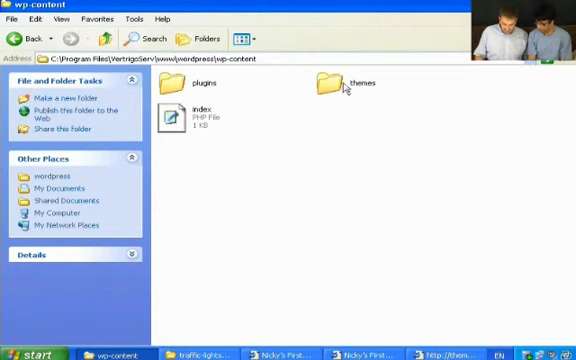 wp-content
File Edit View Favorites Tools Help
Back Search Folders
Address C:\Program Files\VertrigoServ\www\wordpress\wp-content
File and Folder Tasks
Make a new folder
Publish this folder to the
Web
Share this folder
Other Places
wordpress
My Documents
Shared Documents
My Computer
My Network Places
Details
plugins
themes
index
PHP File
1 KB
start wp-content traffic-lights... Nicky's First... Nicky's First... http://them... EN